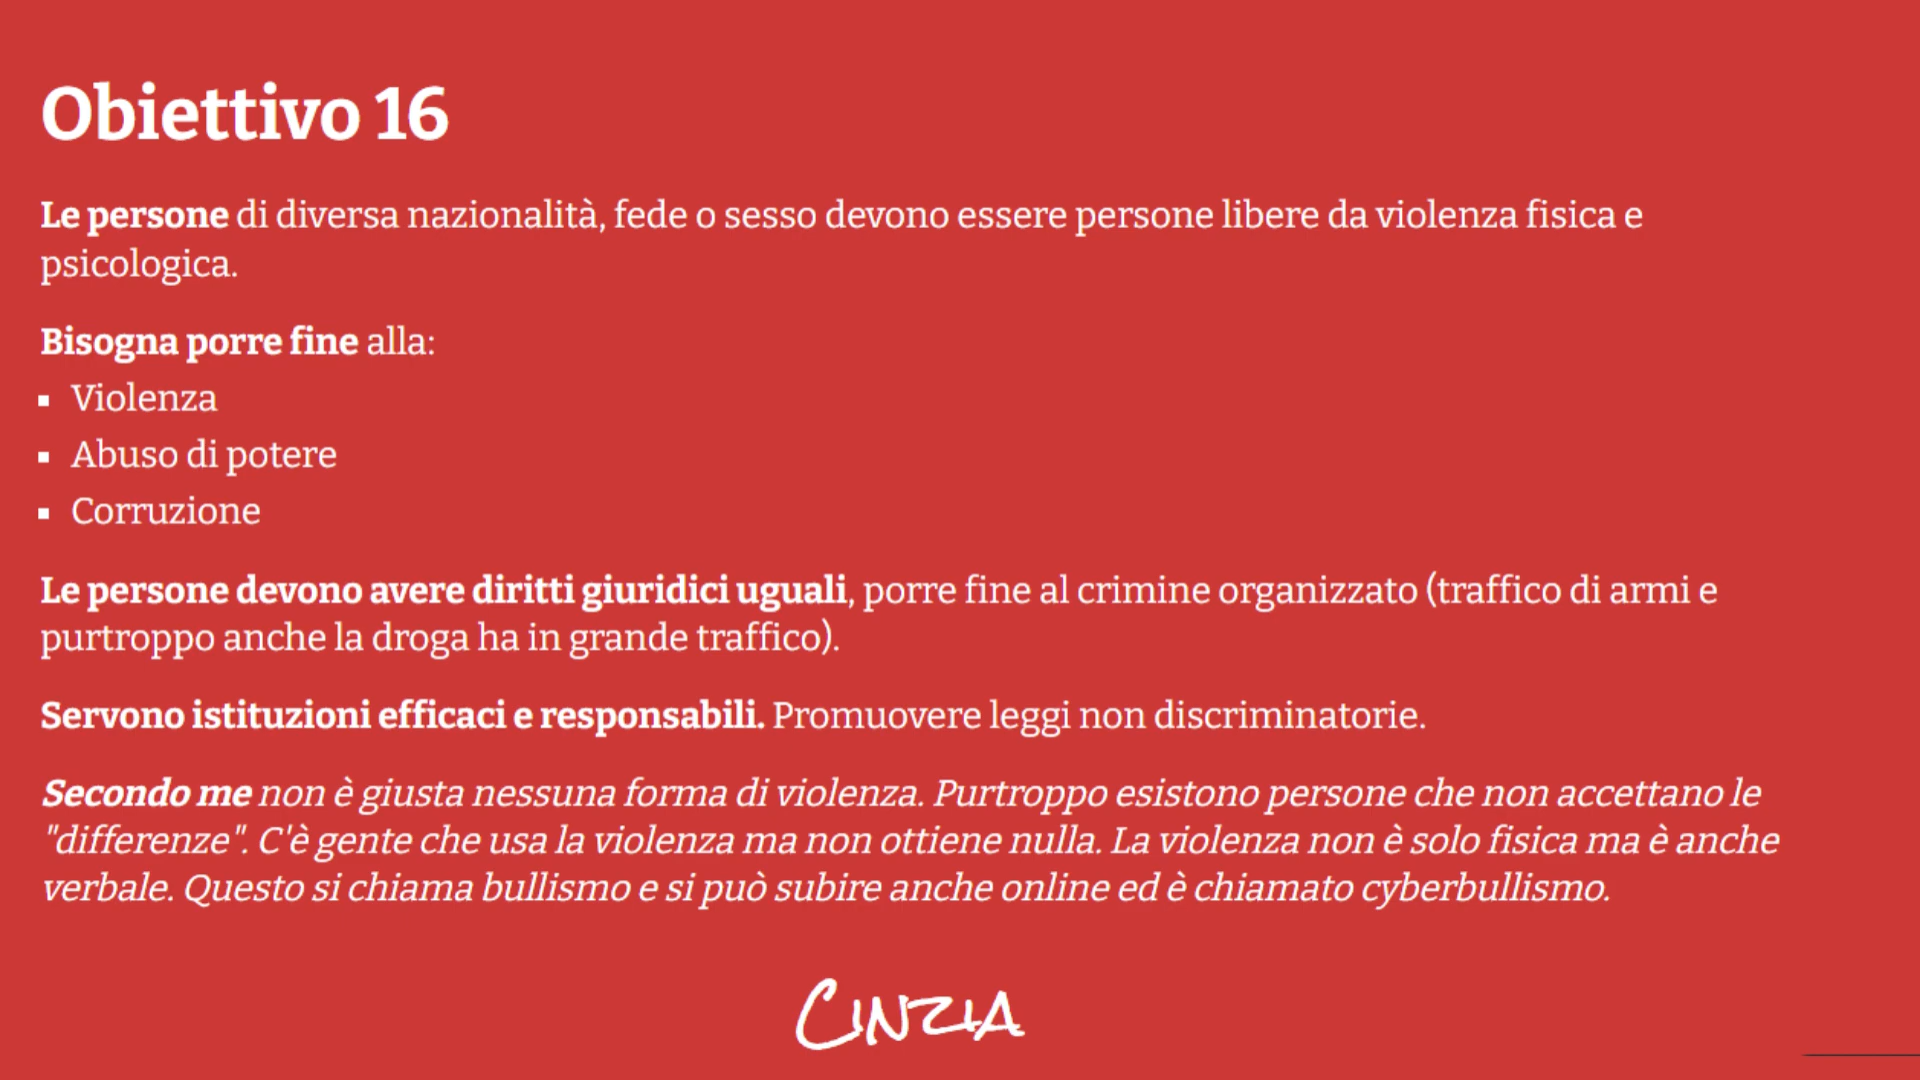 Obiettivo 16
Le persone di diversa nazionalità, fede o sesso devono essere persone libere da violenza fisica e
psicologica.
Bisogna porre fine alla:
▪ Violenza
▪ Abuso di potere
▪ Corruzione
Le persone devono avere diritti giuridici uguali, porre fine al crimine organizzato (traffico di armi e
purtroppo anche la droga ha in grande traffico).
Servono istituzioni efficaci e responsabili. Promuovere leggi non discriminatorie.
Secondo me non è giusta nessuna forma di violenza. Purtroppo esistono persone che non accettano le
"differenze". C'è gente che usa la violenza ma non ottiene nulla. La violenza non è solo fisica ma è anche
verbale. Questo si chiama bullismo e si può subire anche online ed è chiamato cyberbullismo.
Cinzia